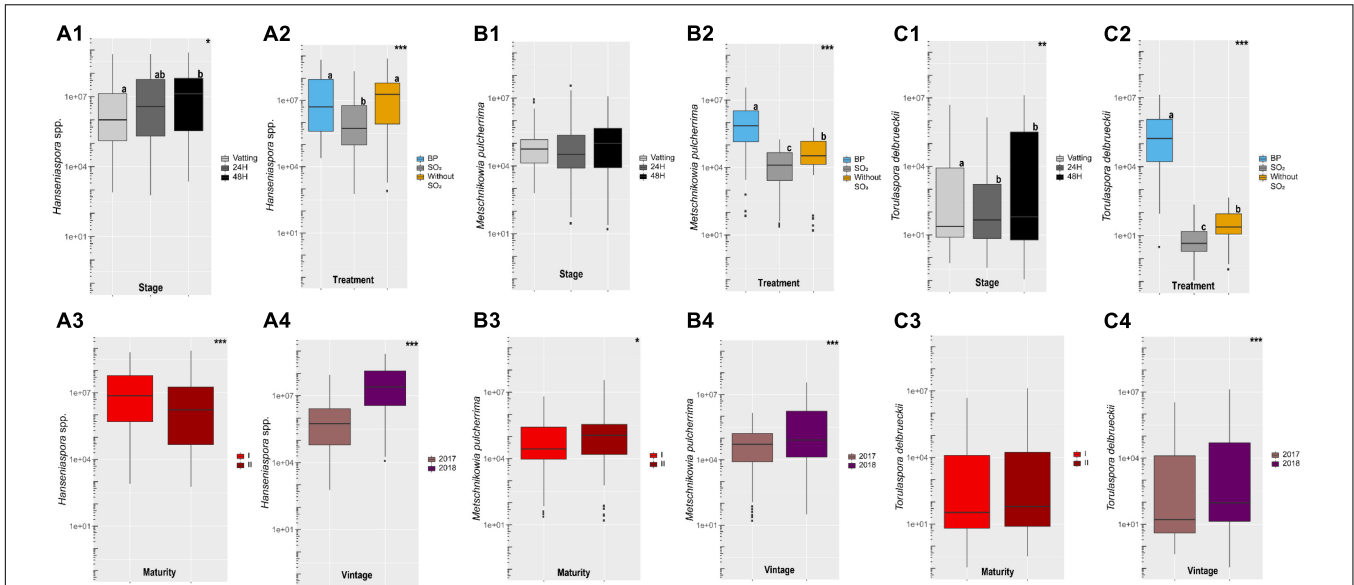 A1
*
Hanseniaspora spp.
1e+07
1e+04
1e+01
a
ab
b
Vatting
24H
48H
Stage
A2
***
Hanseniaspora spp.
1e+07
1e+04
1e+01
a
b
a
BP
SO₂
Without
SO₂
Treatment
B1
Metschnikowia pulcherrima
1e+07
1e+04
1e+01
Vatting
24H
48H
Stage
B2
***
Metschnikowia pulcherrima
1e+07
1e+04
1e+01
a
c
b
BP
SO₂
Without
SO₂
Treatment
C1
**
Torulaspora delbrueckii
1e+07
1e+04
1e+01
a
b
b
Vatting
24H
48H
Stage
C2
***
Torulaspora delbrueckii
1e+07
1e+04
1e+01
a
c
b
BP
SO₂
Without
SO₂
Treatment
A3
***
Hanseniaspora spp.
1e+07
1e+04
1e+01
I
II
Maturity
A4
***
Hanseniaspora spp.
1e+07
1e+04
1e+01
2017
2018
Vintage
B3
*
Metschnikowia pulcherrima
1e+07
1e+04
1e+01
I
II
Maturity
B4
***
Metschnikowia pulcherrima
1e+07
1e+04
1e+01
2017
2018
Vintage
C3
Torulaspora delbrueckii
1e+07
1e+04
1e+01
I
II
Maturity
C4
***
Torulaspora delbrueckii
1e+07
1e+04
1e+01
2017
2018
Vintage